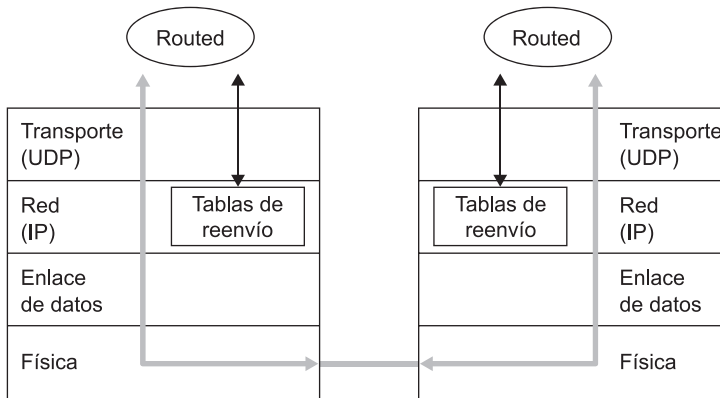 Routed
Routed
Transporte
(UDP)
Transporte
(UDP)
Red
(IP)
Tablas de
reenvío
Tablas de
reenvío
Red
(IP)
Enlace
de datos
Enlace
de datos
Física
Física